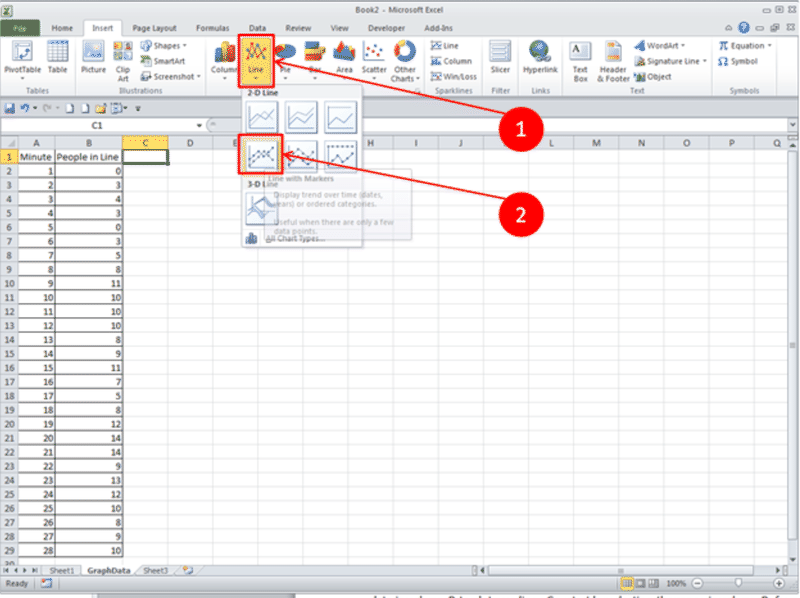 Book2 - Microsoft Excel
File Home Insert Page Layout Formulas Data Review View Developer Add-Ins
PivotTable Table Picture Clip Art Shapes SmartArt Screenshot Column Line Pie Bar Area Scatter Other Charts Line Column Win/Loss Slicer Hyperlink Text Box Header & Footer WordArt Signature Line Object Equation Symbol
Tables Illustrations Sparklines Filter Links Text Symbols
2-D Line
C1
1
2
Line with Markers
Display trend over time (dates, years) or ordered categories.
Useful when there are only a few data points.
3-D Line
All Chart Types...
A B C D E H I J L M N O P Q
1 Minute People in Line
2 1 0
3 2 3
4 3 4
5 4 3
6 5 0
7 6 3
8 7 5
9 8 8
10 9 11
11 10 10
12 11 10
13 12 10
14 13 8
15 14 9
16 15 11
17 16 7
18 17 5
19 18 8
20 19 12
21 20 14
22 21 14
23 22 9
24 23 13
25 24 12
26 25 10
27 26 8
28 27 9
29 28 10
Sheet1 GraphData Sheet3
Ready 100%